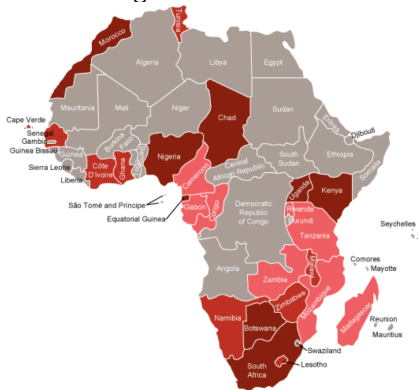 Tunisia
Morocco
Algeria
Libya
Egypt
Mauritania
Mali
Niger
Chad
Sudan
Eritrea
Djibouti
Cape Verde
Senegal
Gambia
Guinea Bissau
Guinea
Sierra Leone
Liberia
Côte
D'Ivoire
Burkina
Faso
Ghana
Nigeria
Cameroon
Central
African Republic
South
Sudan
Ethiopia
Somalia
São Tomé and Principe
Equatorial Guinea
Gabon
Congo
Democratic
Republic
of Congo
Uganda
Kenya
Rwanda
Burundi
Tanzania
Seychelles
Comoros
Mayotte
Angola
Zambia
Malawi
Mozambique
Madagascar
Reunion
Mauritius
Zimbabwe
Namibia
Botswana
Swaziland
Lesotho
South
Africa